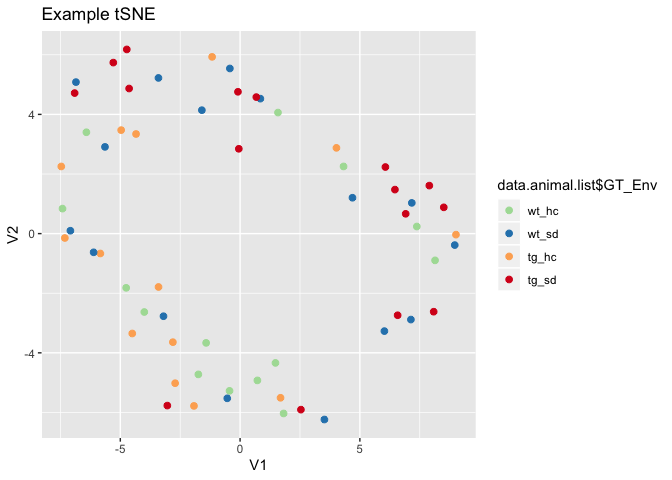 Example tSNE
V2
4
0
-4
-5
0
5
V1
data.animal.list$GT_Env
wt_hc
wt_sd
tg_hc
tg_sd